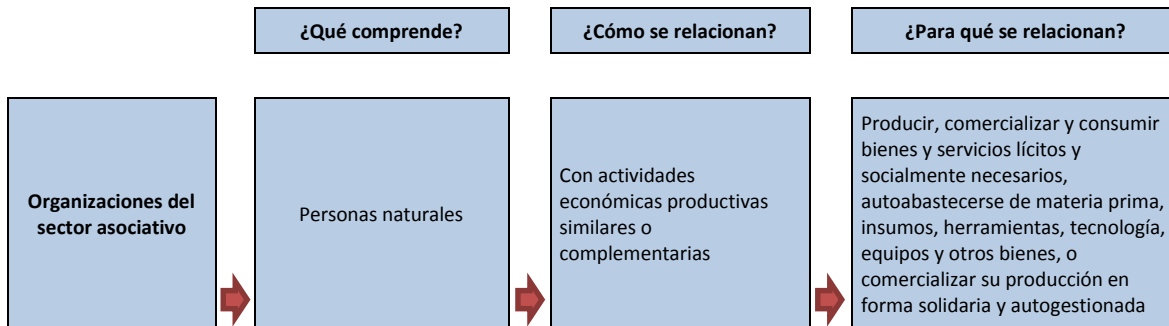 ¿Qué comprende?
¿Cómo se relacionan?
¿Para qué se relacionan?
Organizaciones del
sector asociativo
Personas naturales
Con actividades
económicas productivas
similares o
complementarias
Producir, comercializar y consumir
bienes y servicios lícitos y
socialmente necesarios,
autoabastecerse de materia prima,
insumos, herramientas, tecnología,
equipos y otros bienes, o
comercializar su producción en
forma solidaria y autogestionada